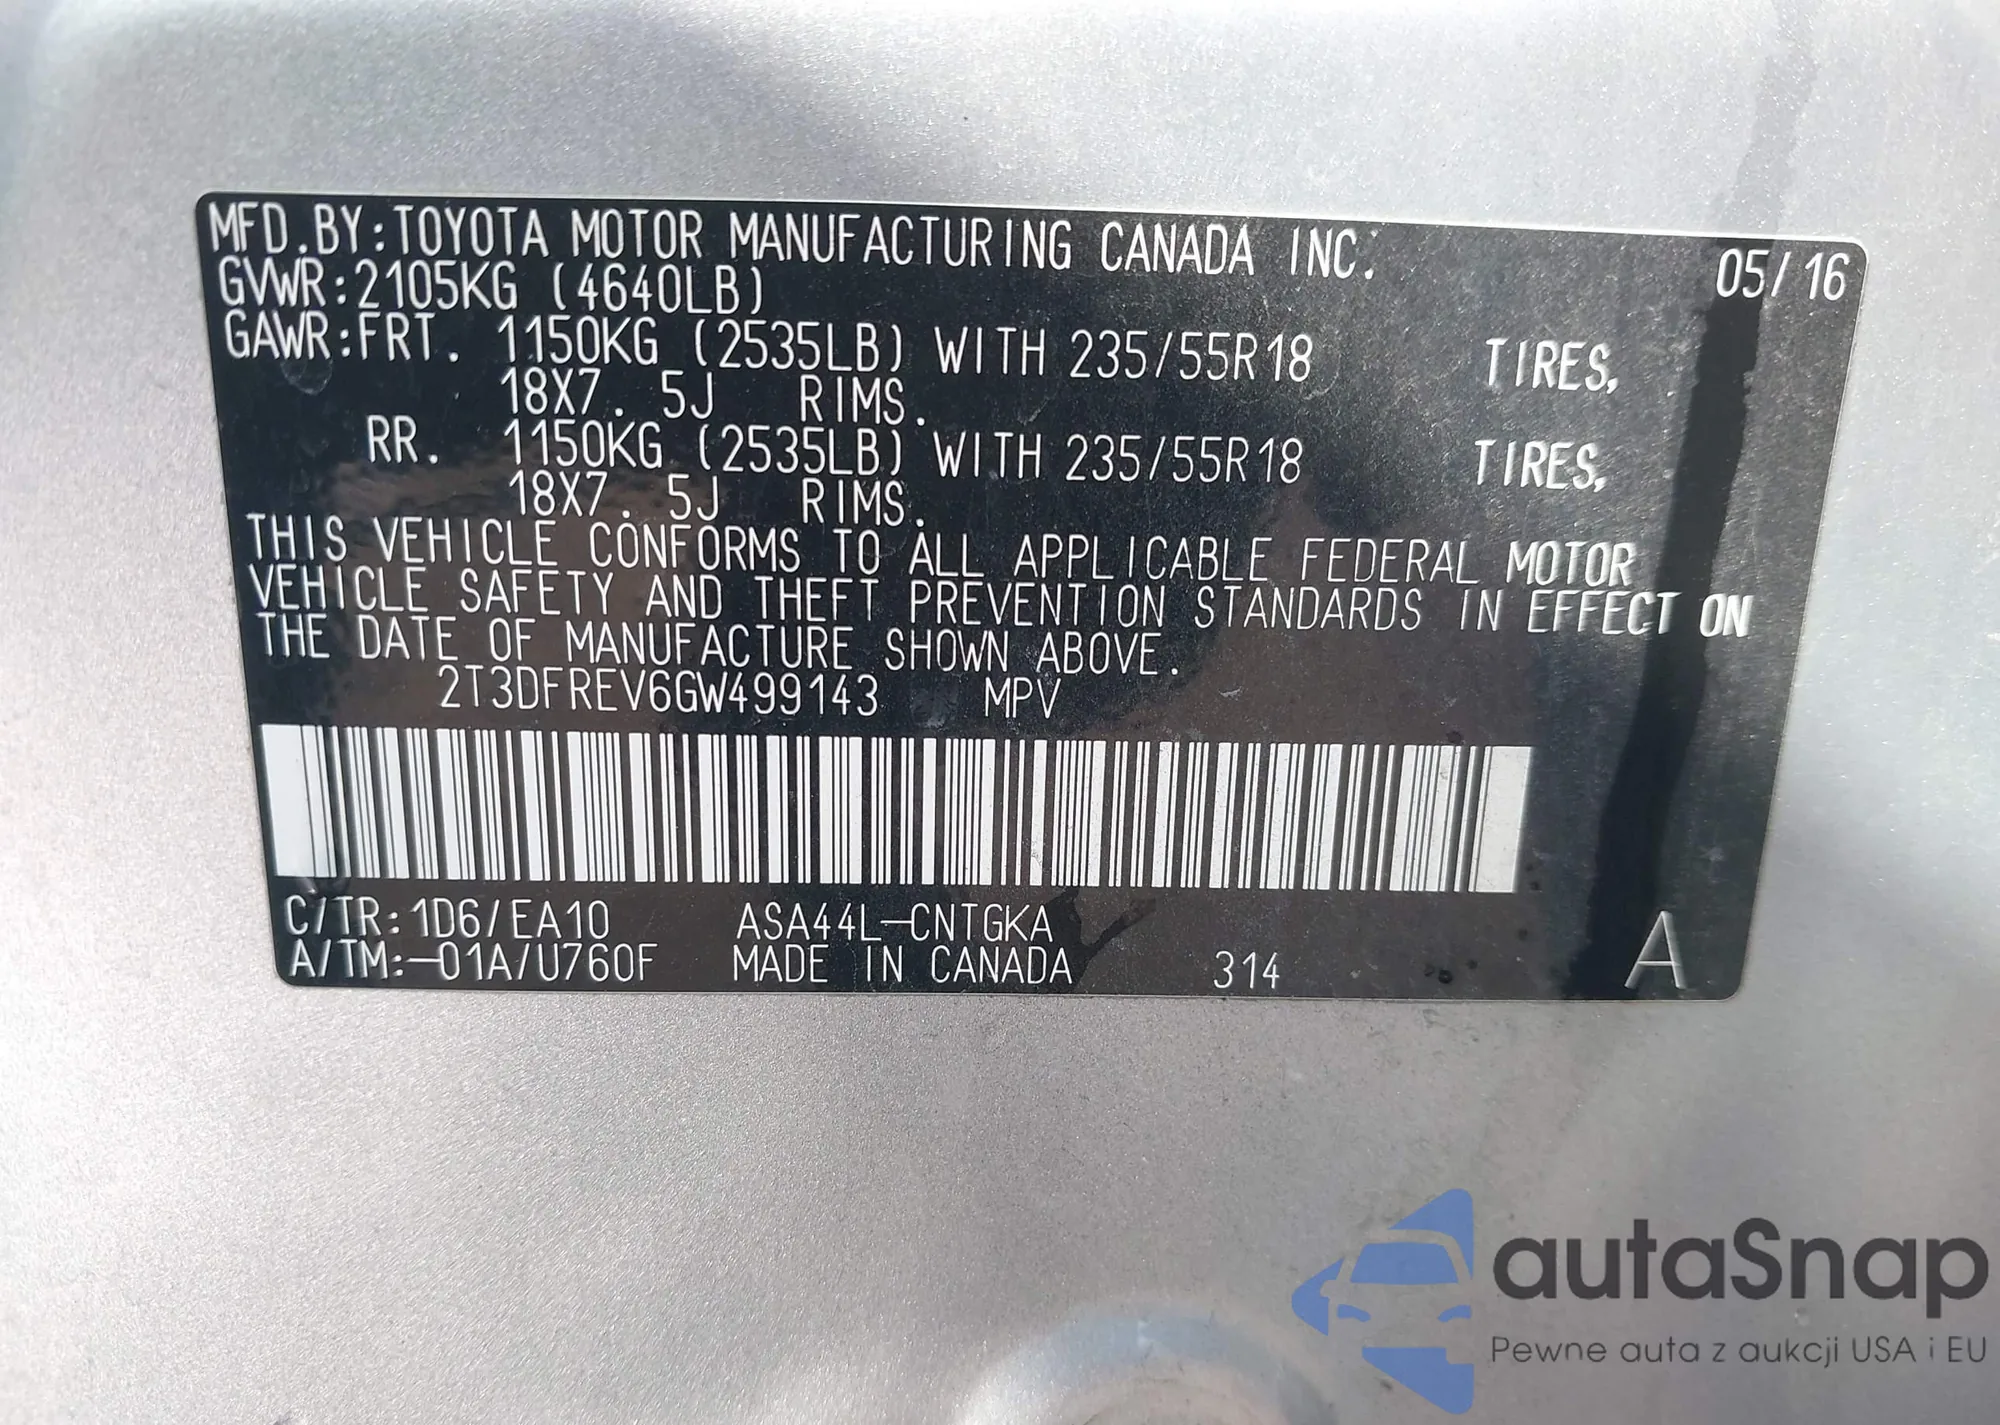 MFD.BY:TOYOTA MOTOR MANUFACTURING CANADA INC. 05/16
GVWR:2105KG (4640LB)
GAWR:FRT. 1150KG (2535LB) WITH 235/55R18 TIRES,
18X7. 5J RIMS.
RR. 1150KG (2535LB) WITH 235/55R18 TIRES,
18X7. 5J RIMS.
THIS VEHICLE CONFORMS TO ALL APPLICABLE FEDERAL MOTOR
VEHICLE SAFETY AND THEFT PREVENTION STANDARDS IN EFFECT ON
THE DATE OF MANUFACTURE SHOWN ABOVE.
2T3DFREV6GW499143 MPV
C/TR:1D6/EA10 ASA44L-CNTGKA
A/TM:-01A/U760F MADE IN CANADA 314 A
autaSnap
Pewne auta z aukcji USA i EU